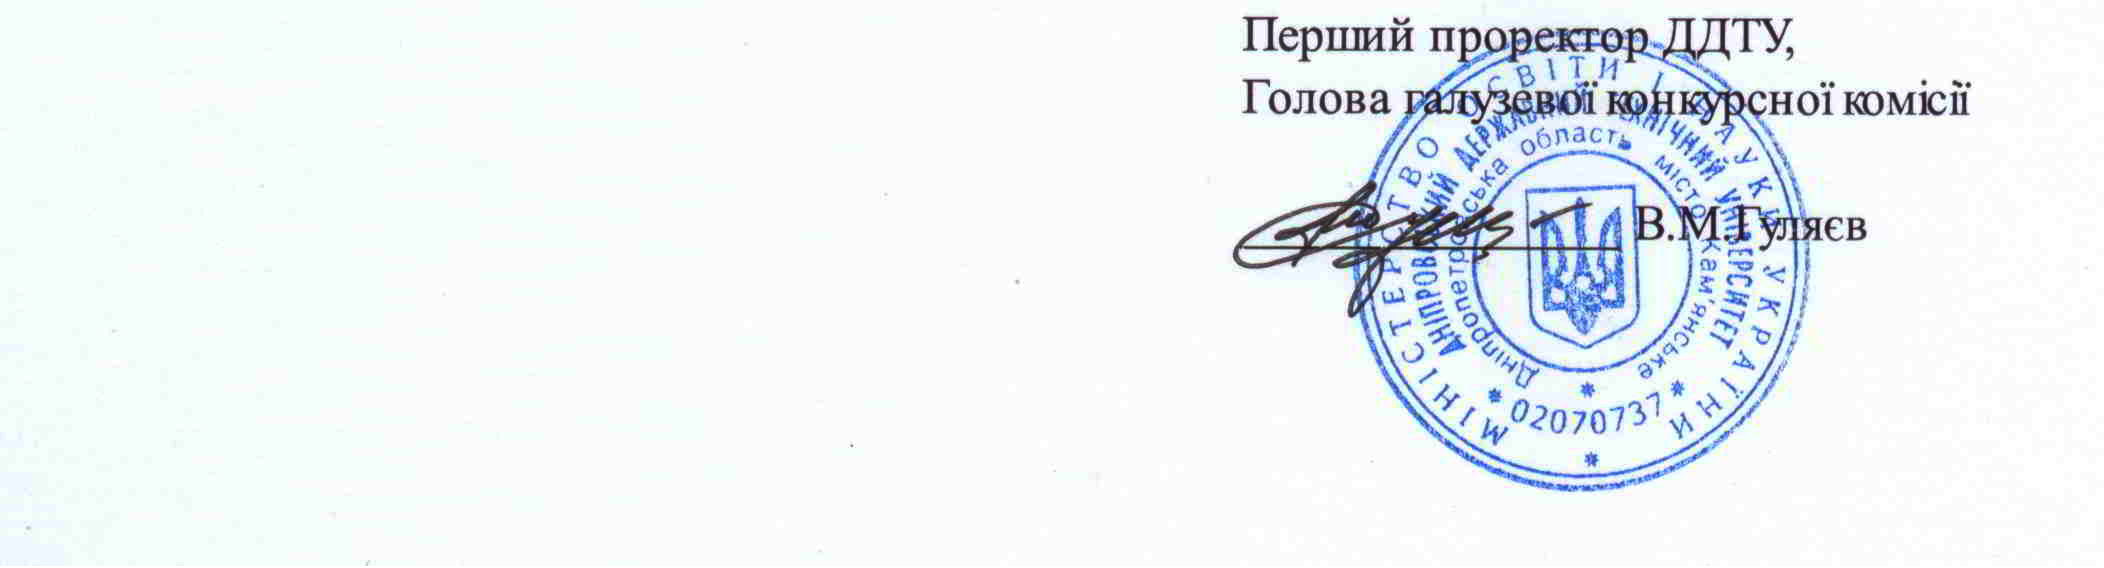 Перший проректор ДДТУ,
Голова галузевої конкурсної комісії
В.М.Гуляєв
МІНІСТЕРСТВО ОСВІТИ І НАУКИ УКРАЇНИ
ДНІПРОВСЬКИЙ ДЕРЖАВНИЙ ТЕХНІЧНИЙ УНІВЕРСИТЕТ
Дніпропетровська область місто Кам'янське
* 02070737 *